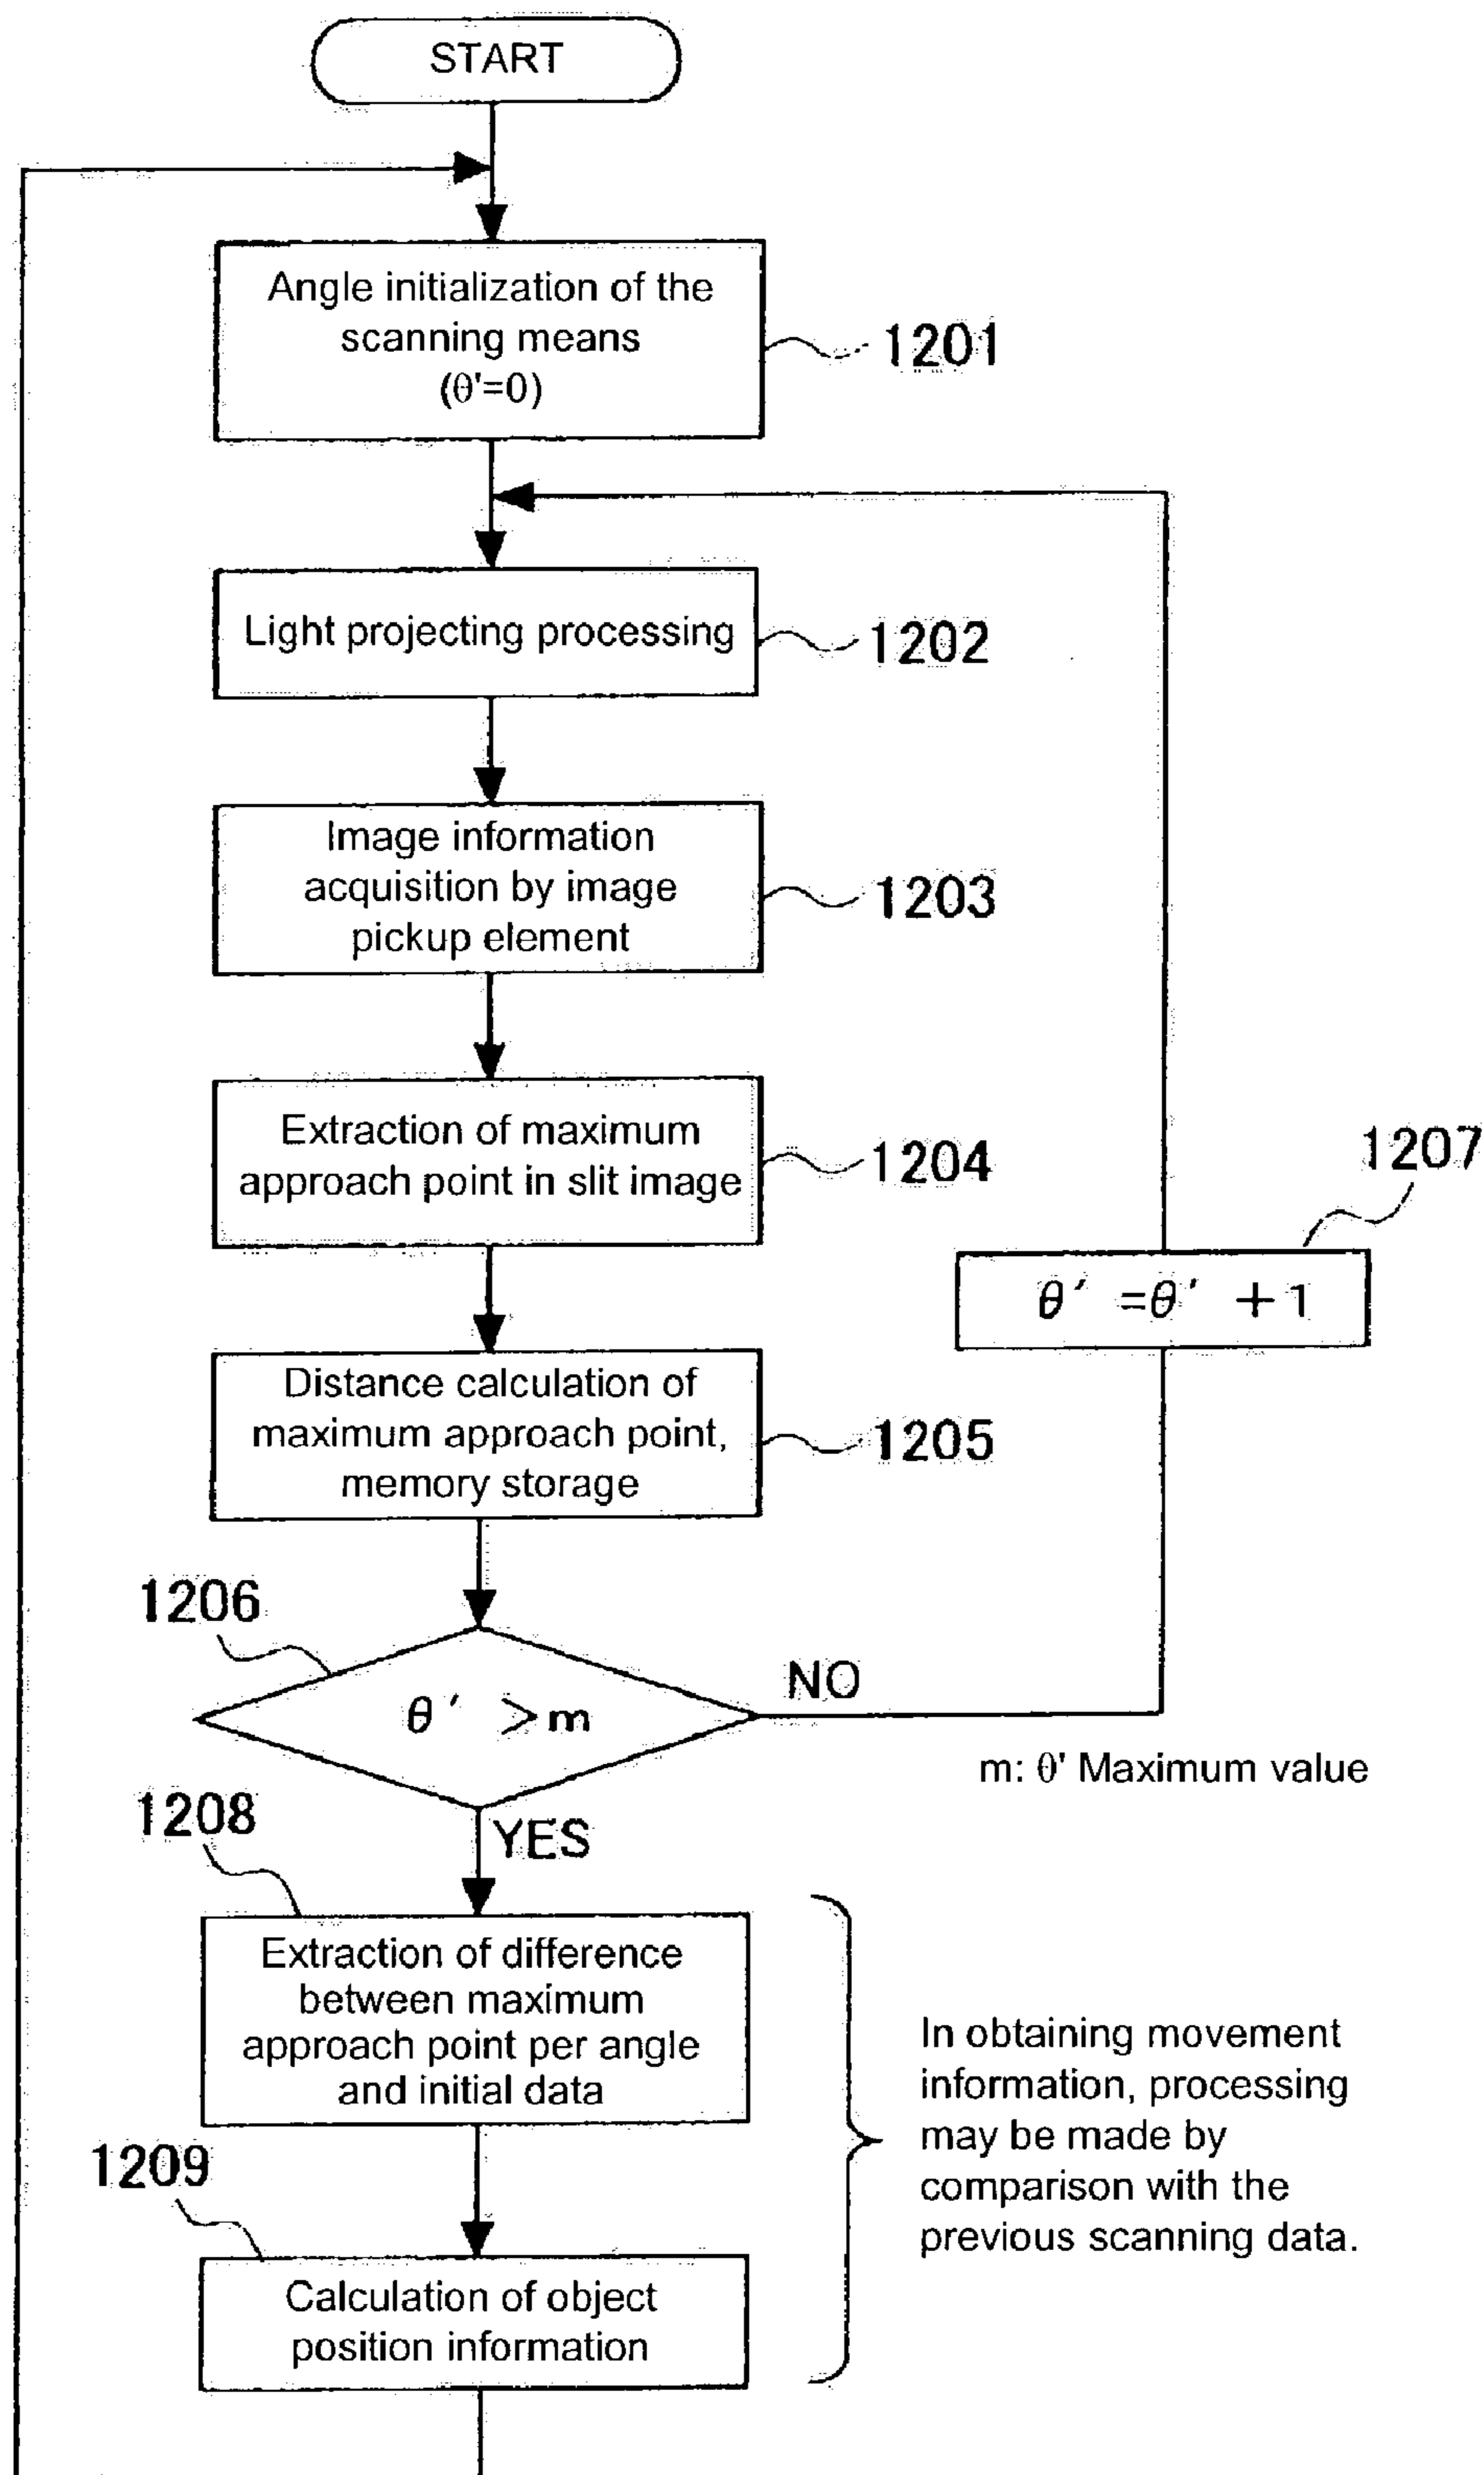 START
Angle initialization of the
scanning means
(θ'=0)
1201
Light projecting processing
1202
Image information
acquisition by image
pickup element
1203
Extraction of maximum
approach point in slit image
1204
1207
θ' =θ' +1
Distance calculation of
maximum approach point,
memory storage
1205
1206
θ' >m
NO
m: θ' Maximum value
1208
YES
Extraction of difference
between maximum
approach point per angle
and initial data
In obtaining movement
information, processing
may be made by
comparison with the
previous scanning data.
1209
Calculation of object
position information